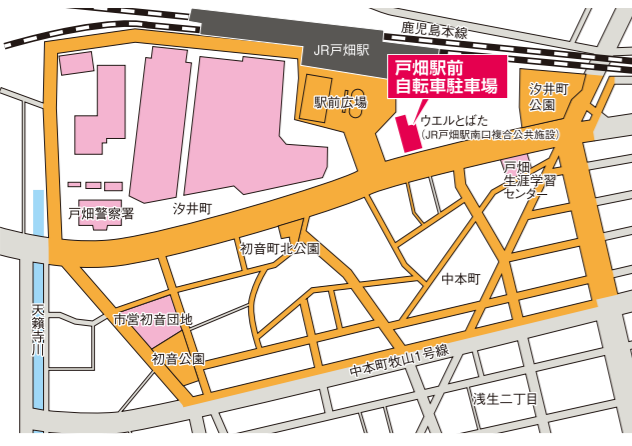 鹿児島本線
JR戸畑駅
戸畑駅前
自転車駐車場
汐井町
公園
駅前広場
ウエルとばた
(JR戸畑駅南口複合公共施設)
戸畑
生涯学習
センター
戸畑警察署
汐井町
初音町北公園
中本町
天籟寺川
市営初音団地
初音公園
中本町牧山1号線
浅生二丁目